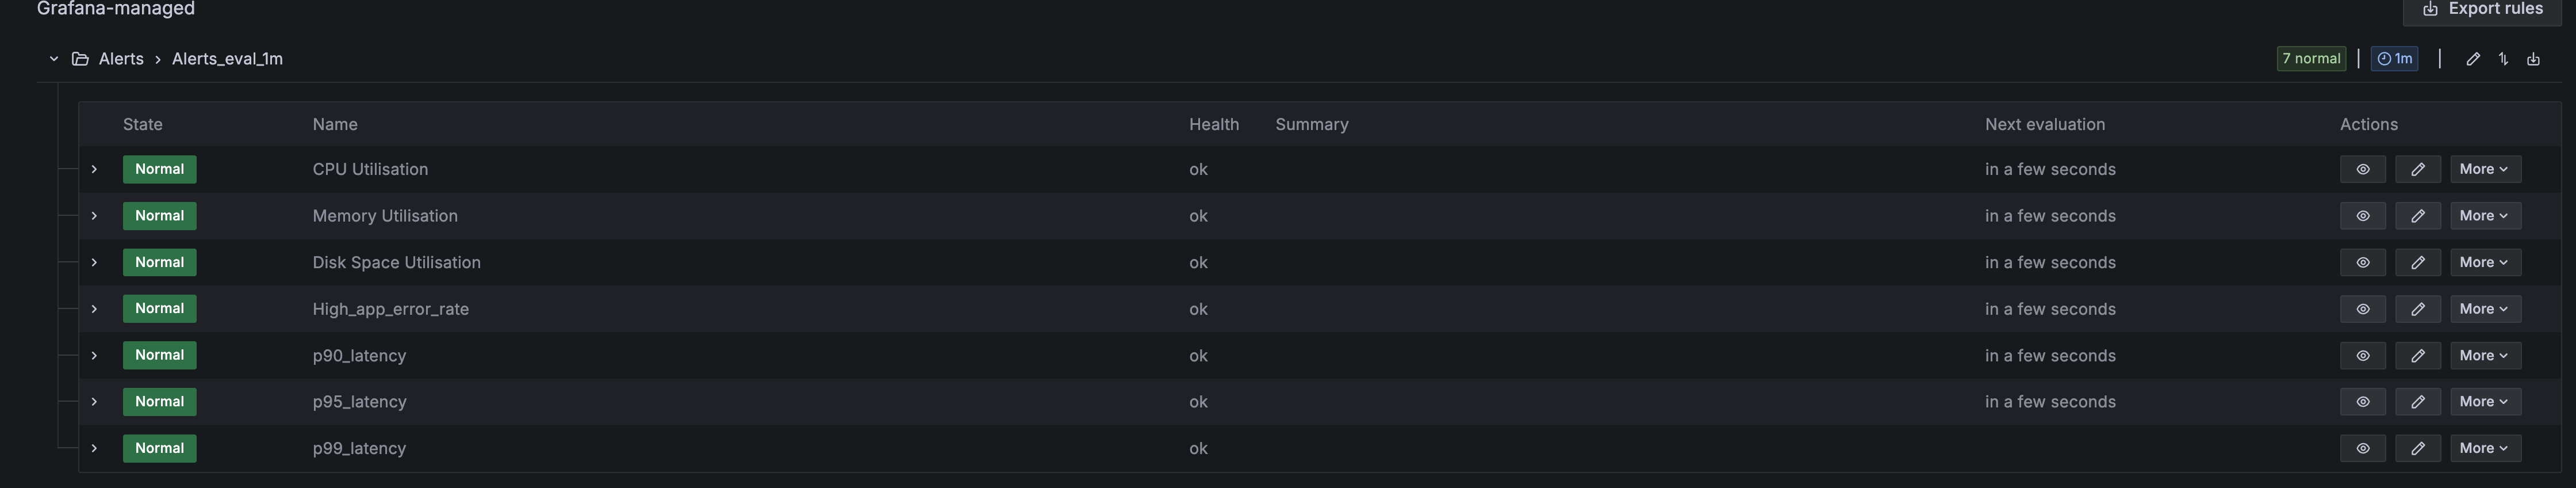 Grafana-managed
Export rules
Alerts > Alerts_eval_1m
7 normal | 1m |
State Name Health Summary Next evaluation Actions
Normal CPU Utilisation ok in a few seconds More
Normal Memory Utilisation ok in a few seconds More
Normal Disk Space Utilisation ok in a few seconds More
Normal High_app_error_rate ok in a few seconds More
Normal p90_latency ok in a few seconds More
Normal p95_latency ok in a few seconds More
Normal p99_latency ok More